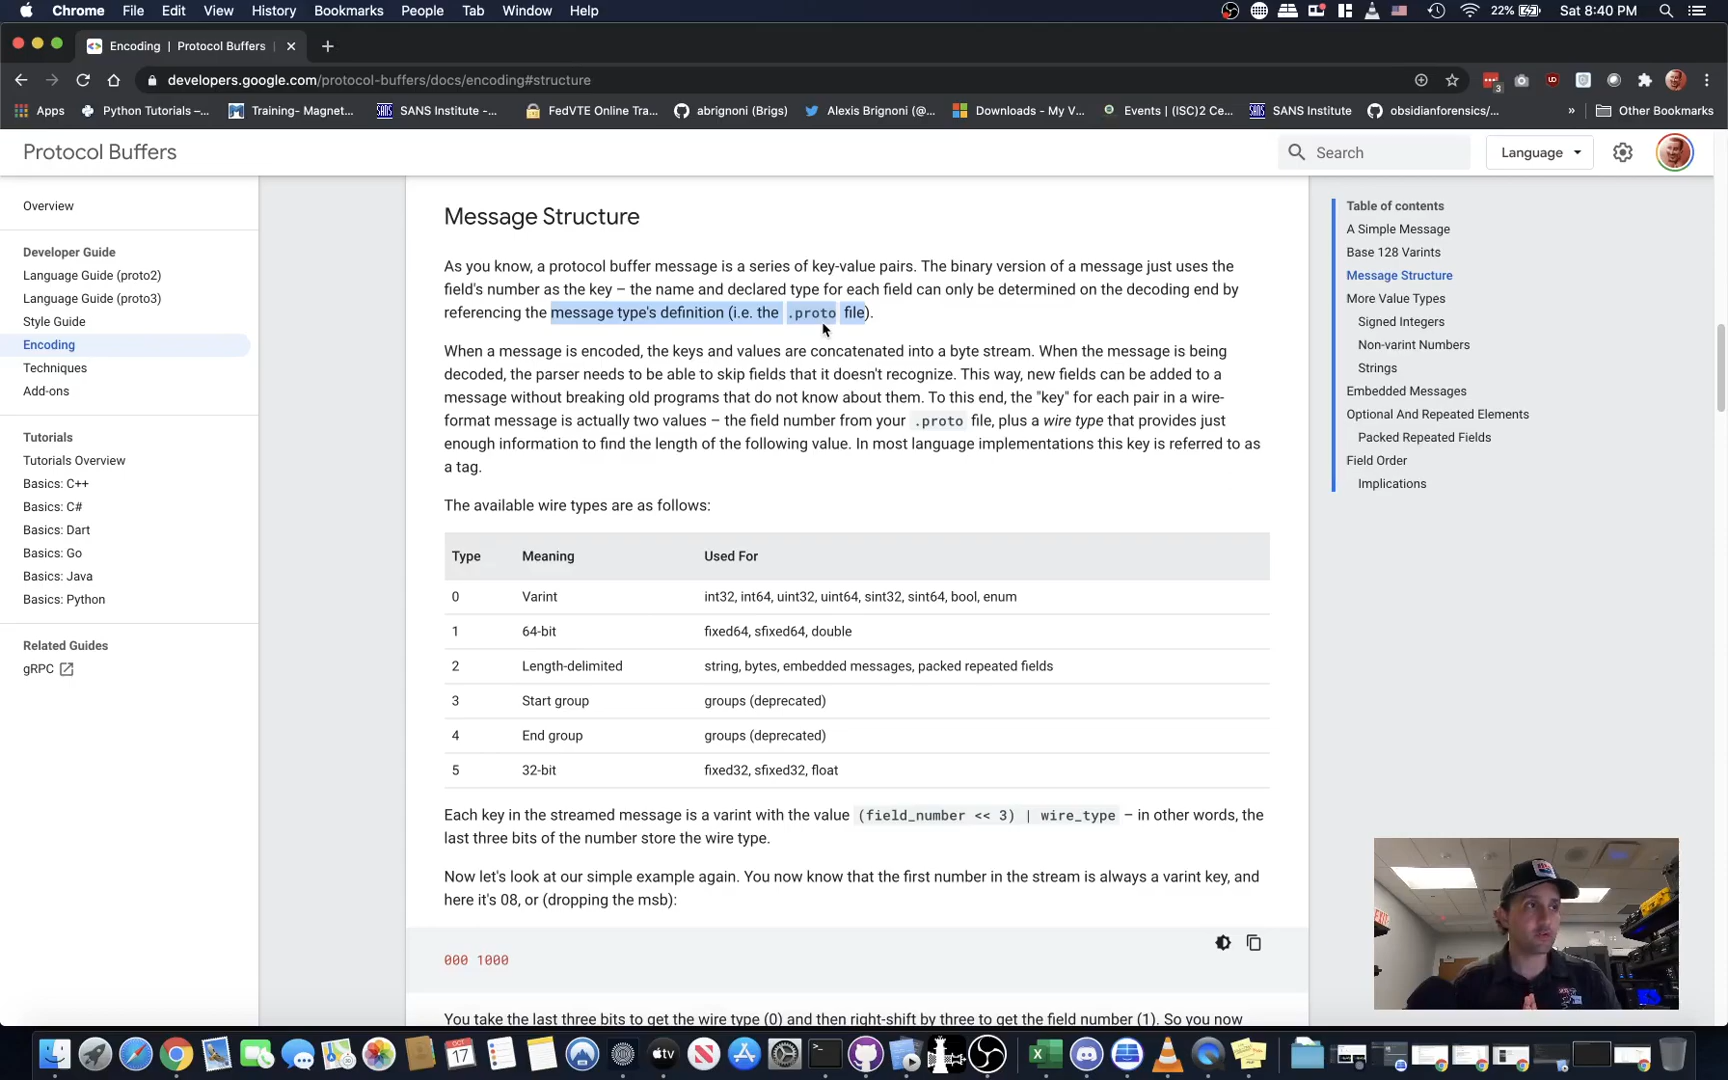 Chrome File Edit View History Bookmarks People Tab Window Help 22% Sat 8:40 PM
Encoding | Protocol Buffers
developers.google.com/protocol-buffers/docs/encoding#structure
3
Apps Python Tutorials –... Training- Magnet... SANS Institute -... FedVTE Online Tra... abrignoni (Brigs) Alexis Brignoni (@... Downloads - My V... Events | (ISC)2 Ce... SANS Institute obsidianforensics/... » Other Bookmarks
Protocol Buffers
Search
Language
Overview
Developer Guide
Language Guide (proto2)
Language Guide (proto3)
Style Guide
Encoding
Techniques
Add-ons
Tutorials
Tutorials Overview
Basics: C++
Basics: C#
Basics: Dart
Basics: Go
Basics: Java
Basics: Python
Related Guides
gRPC
Message Structure
As you know, a protocol buffer message is a series of key-value pairs. The binary version of a message just uses the
field's number as the key – the name and declared type for each field can only be determined on the decoding end by
referencing the message type's definition (i.e. the .proto file).
When a message is encoded, the keys and values are concatenated into a byte stream. When the message is being
decoded, the parser needs to be able to skip fields that it doesn't recognize. This way, new fields can be added to a
message without breaking old programs that do not know about them. To this end, the "key" for each pair in a wire-
format message is actually two values – the field number from your .proto file, plus a wire type that provides just
enough information to find the length of the following value. In most language implementations this key is referred to as
a tag.
The available wire types are as follows:
Type Meaning Used For
0 Varint int32, int64, uint32, uint64, sint32, sint64, bool, enum
1 64-bit fixed64, sfixed64, double
2 Length-delimited string, bytes, embedded messages, packed repeated fields
3 Start group groups (deprecated)
4 End group groups (deprecated)
5 32-bit fixed32, sfixed32, float
Each key in the streamed message is a varint with the value (field_number << 3) | wire_type – in other words, the
last three bits of the number store the wire type.
Now let's look at our simple example again. You now know that the first number in the stream is always a varint key, and
here it's 08, or (dropping the msb):
000 1000
You take the last three bits to get the wire type (0) and then right-shift by three to get the field number (1). So you now
Table of contents
A Simple Message
Base 128 Varints
Message Structure
More Value Types
Signed Integers
Non-varint Numbers
Strings
Embedded Messages
Optional And Repeated Elements
Packed Repeated Fields
Field Order
Implications
EXIT
17
tv